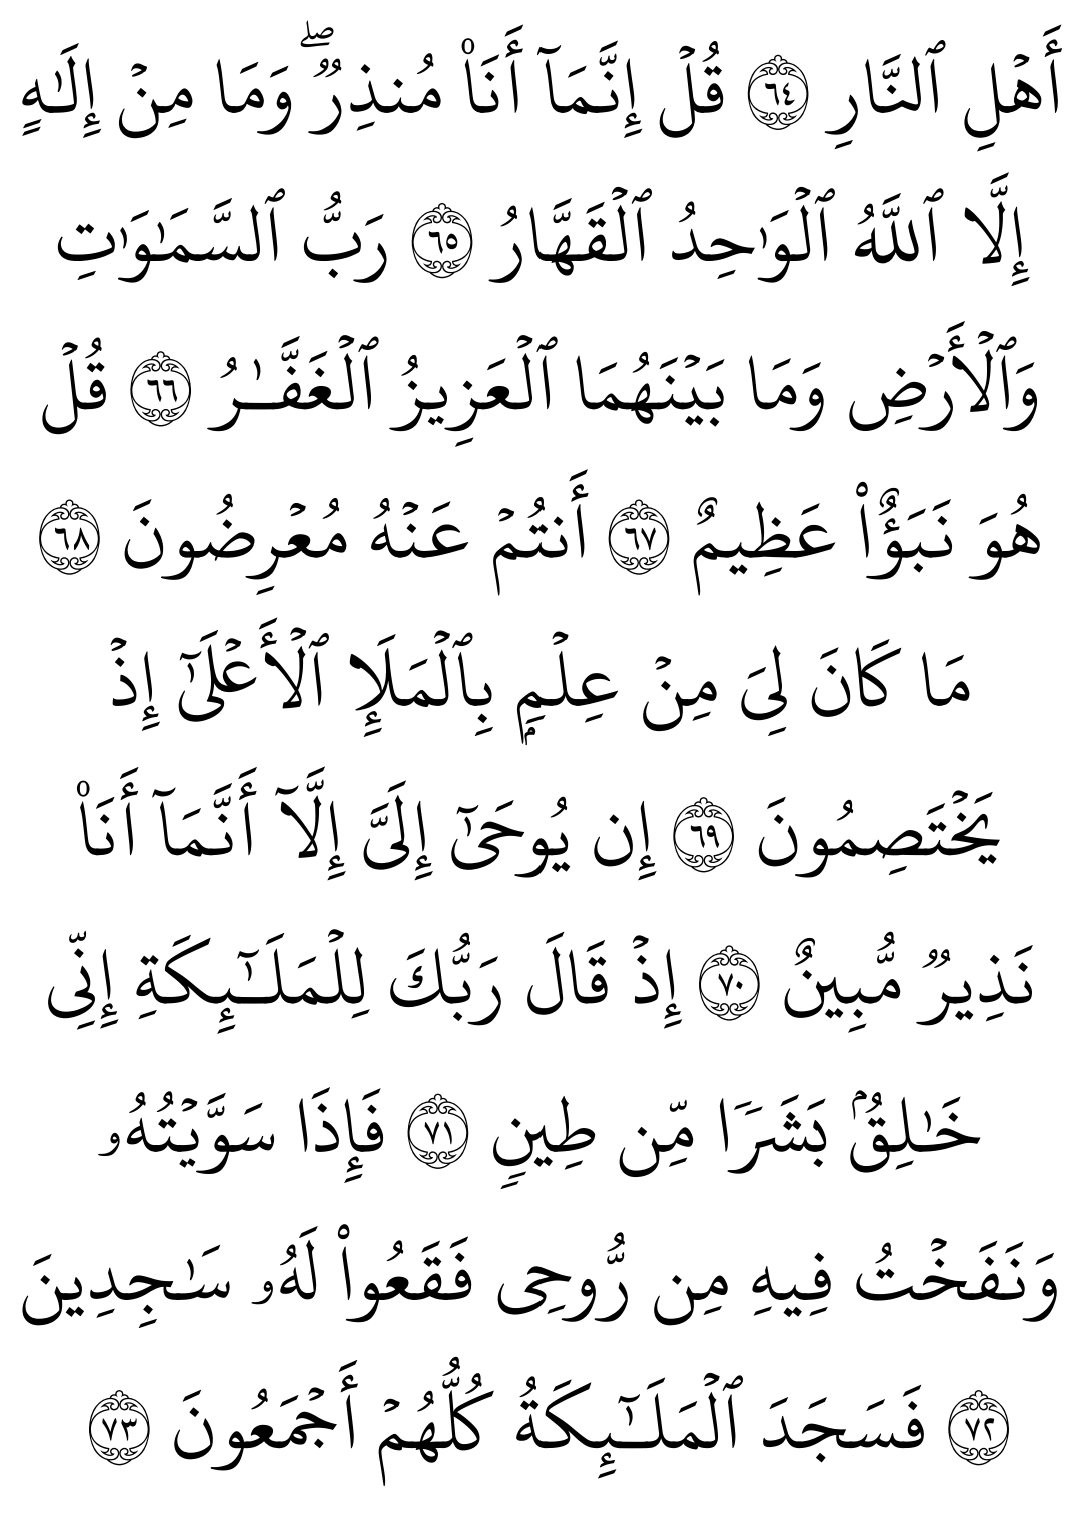 أَهۡلِ ٱلنَّارِ ٦٤ قُلۡ إِنَّمَآ أَنَا۠ مُنذِرٞۖ وَمَا مِنۡ إِلَٰهٍ
إِلَّا ٱللَّهُ ٱلۡوَٰحِدُ ٱلۡقَهَّارُ ٦٥ رَبُّ ٱلسَّمَٰوَٰتِ
وَٱلۡأَرۡضِ وَمَا بَيۡنَهُمَا ٱلۡعَزِيزُ ٱلۡغَفَّٰرُ ٦٦ قُلۡ
هُوَ نَبَؤٌاْ عَظِيمٌ ٦٧ أَنتُمۡ عَنۡهُ مُعۡرِضُونَ ٦٨
مَا كَانَ لِيَ مِنۡ عِلۡمِۭ بِٱلۡمَلَإِ ٱلۡأَعۡلَىٰٓ إِذۡ
يَخۡتَصِمُونَ ٦٩ إِن يُوحَىٰٓ إِلَيَّ إِلَّآ أَنَّمَآ أَنَا۠
نَذِيرٞ مُّبِينٌ ٧٠ إِذۡ قَالَ رَبُّكَ لِلۡمَلَٰٓئِكَةِ إِنِّي
خَٰلِقُۢ بَشَرٗا مِّن طِينٖ ٧١ فَإِذَا سَوَّيۡتُهُۥ
وَنَفَخۡتُ فِيهِ مِن رُّوحِي فَقَعُواْ لَهُۥ سَٰجِدِينَ
٧٢ فَسَجَدَ ٱلۡمَلَٰٓئِكَةُ كُلُّهُمۡ أَجۡمَعُونَ ٧٣